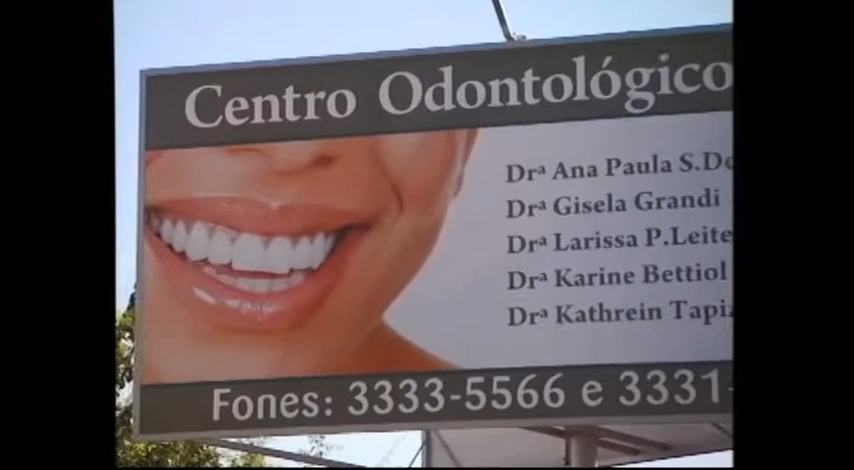 Centro Odontológico
Drª Ana Paula S.
Drª Gisela Grandi
Drª Larissa P.Leite
Drª Karine Bettiol
Drª Kathrein
Fones: 3333-5566 e 3331-